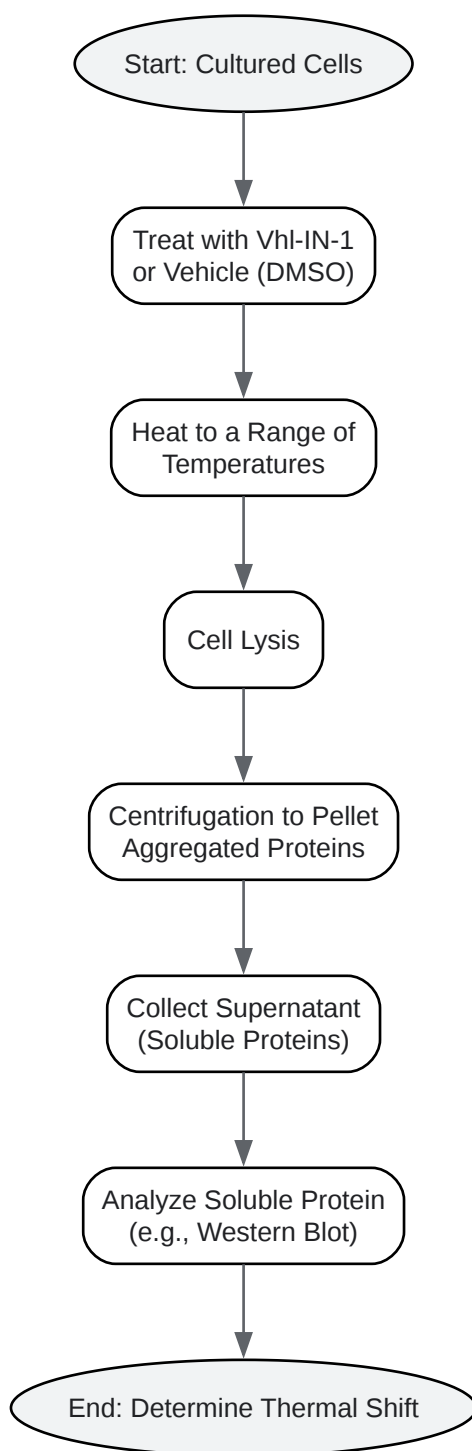 Start: Cultured Cells
Treat with Vhl-IN-1
or Vehicle (DMSO)
Heat to a Range of
Temperatures
Cell Lysis
Centrifugation to Pellet
Aggregated Proteins
Collect Supernatant
(Soluble Proteins)
Analyze Soluble Protein
(e.g., Western Blot)
End: Determine Thermal Shift